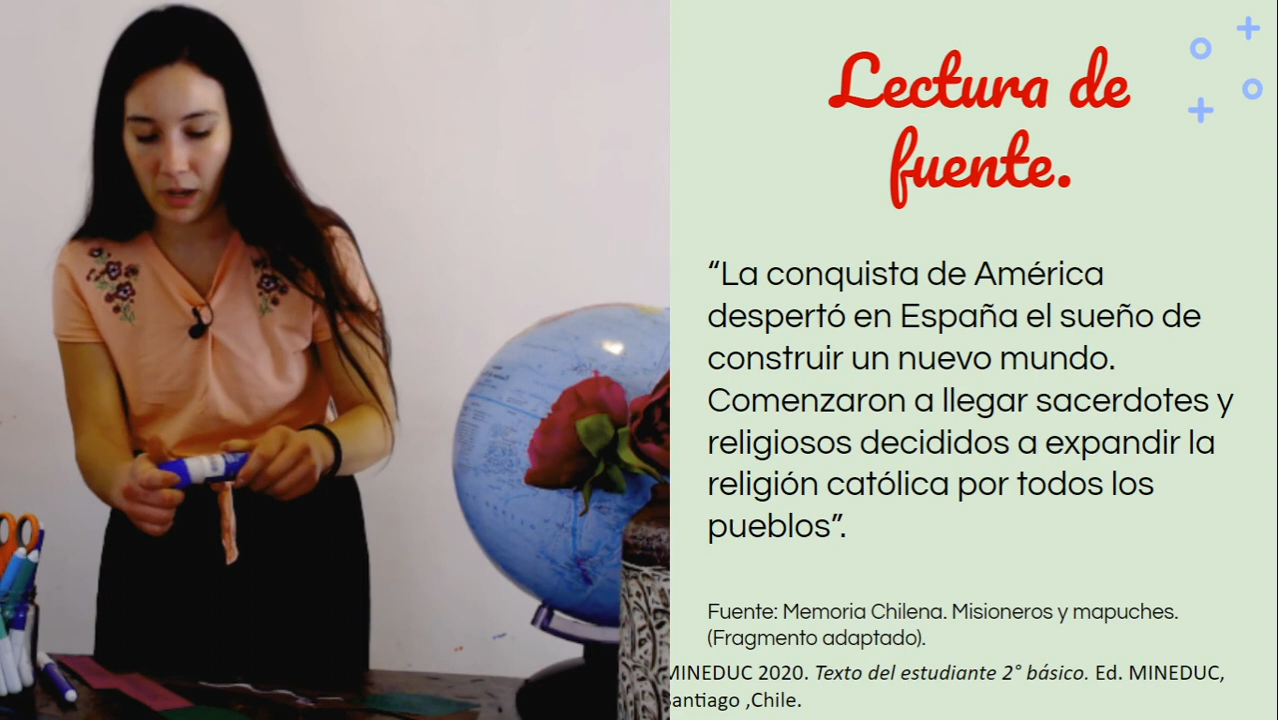 Lectura de
fuente.
“La conquista de América
despertó en España el sueño de
construir un nuevo mundo.
Comenzaron a llegar sacerdotes y
religiosos decididos a expandir la
religión católica por todos los
pueblos”.
Fuente: Memoria Chilena. Misioneros y mapuches.
(Fragmento adaptado).
MINEDUC 2020. Texto del estudiante 2° básico. Ed. MINEDUC,
Santiago ,Chile.